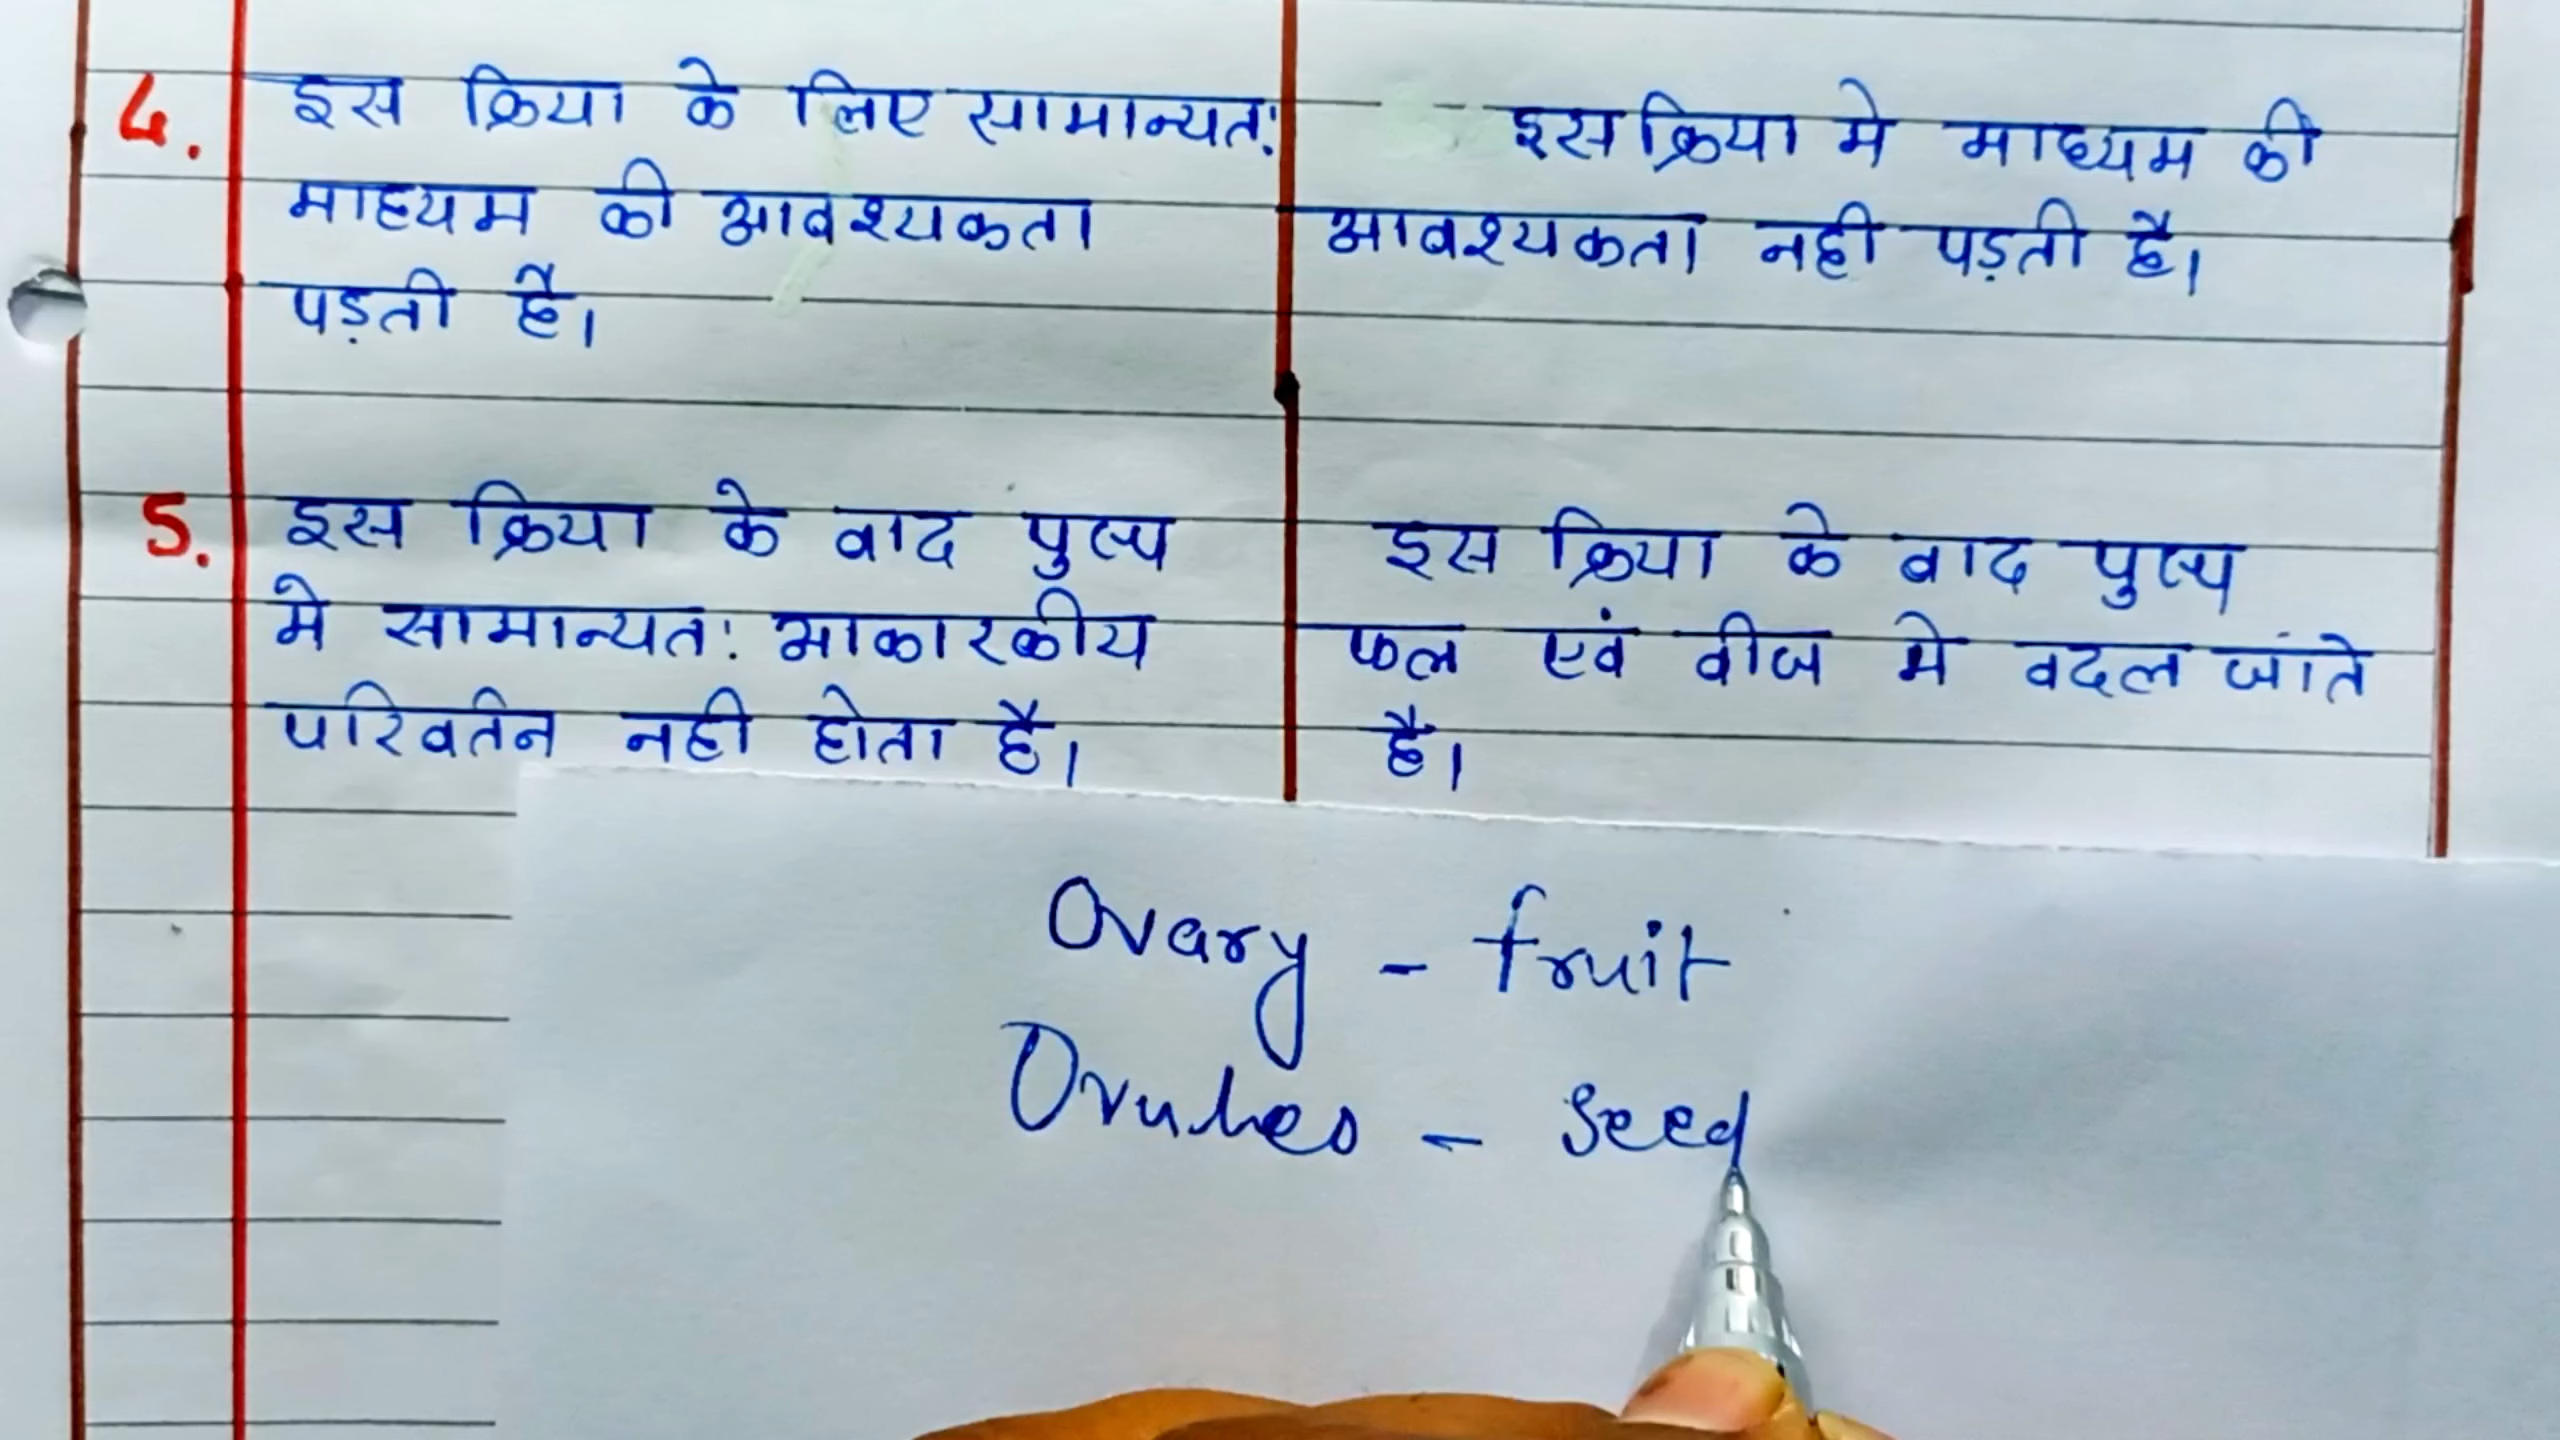 4.
इस क्रिया के लिए सामान्यत:
माध्यम की आवश्यकता
पड़ती है।
इस क्रिया मे माध्यम की
आवश्यकता नही पड़ती है।
5.
इस क्रिया के वाद पुष्प
मे सामान्यत: आकारकीय
परिवर्तन नही होता है।
इस क्रिया के वाद पुष्प
फल एवं वीज मे वदल जाते
है।
Ovary - fruit
Ovules - seed